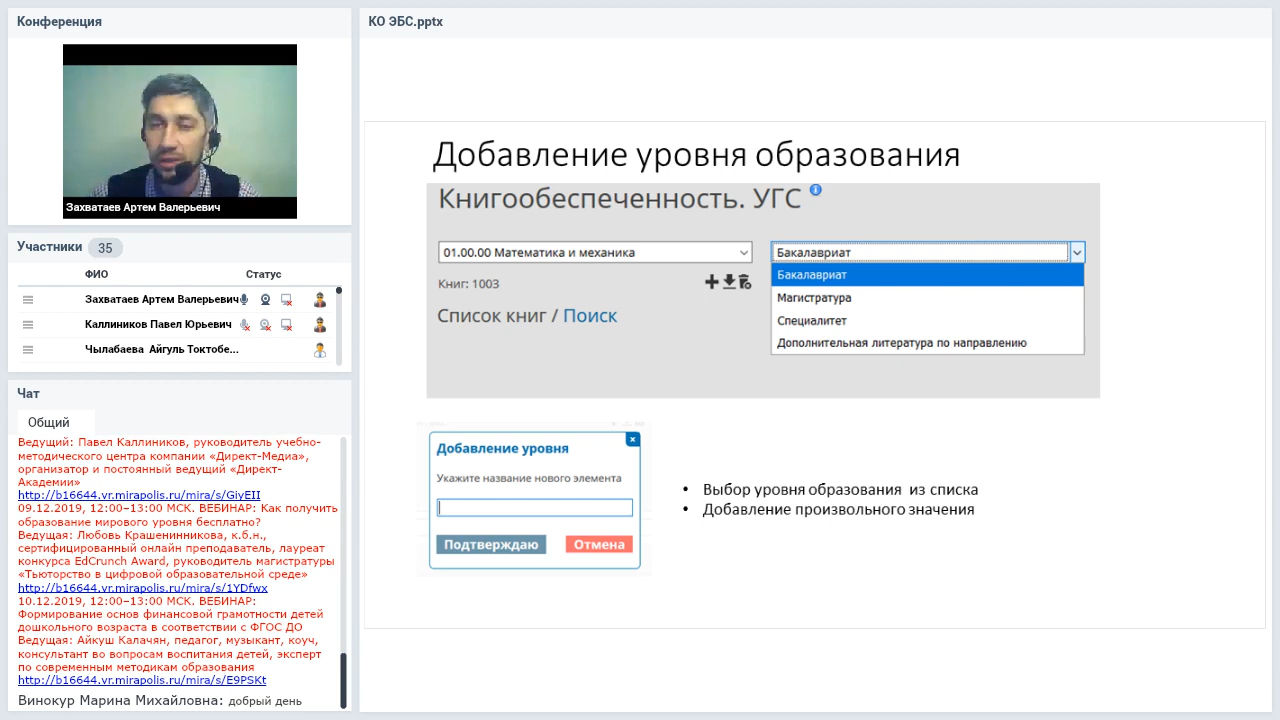 Конференция
Захватаев Артем Валерьевич
Участники 35
ФИО Статус
Захватаев Артем Валерьевич
Каллиников Павел Юрьевич
Чылабаева Айгуль Токтобе...
Чат
Общий
Ведущий: Павел Каллиников, руководитель учебно-
методического центра компании «Директ-Медиа»,
организатор и постоянный ведущий «Директ-
Академии»
http://b16644.vr.mirapolis.ru/mira/s/GiyEII
09.12.2019, 12:00–13:00 МСК. ВЕБИНАР: Как получить
образование мирового уровня бесплатно?
Ведущая: Любовь Крашенинникова, к.б.н.,
сертифицированный онлайн преподаватель, лауреат
конкурса EdCrunch Award, руководитель магистратуры
«Тьюторство в цифровой образовательной среде»
http://b16644.vr.mirapolis.ru/mira/s/1YDfwx
10.12.2019, 12:00–13:00 МСК. ВЕБИНАР:
Формирование основ финансовой грамотности детей
дошкольного возраста в соответствии с ФГОС ДО
Ведущая: Айкуш Калачян, педагог, музыкант, коуч,
консультант во вопросам воспитания детей, эксперт
по современным методикам образования
http://b16644.vr.mirapolis.ru/mira/s/E9PSKt
Винокур Марина Михайловна: добрый день
КО ЭБС.pptx
Добавление уровня образования
Книгообеспеченность. УГС
01.00.00 Математика и механика
Бакалавриат
Бакалавриат
Магистратура
Специалитет
Дополнительная литература по направлению
Книг: 1003
Список книг / Поиск
Добавление уровня
Укажите название нового элемента
Подтверждаю Отмена
• Выбор уровня образования из списка
• Добавление произвольного значения